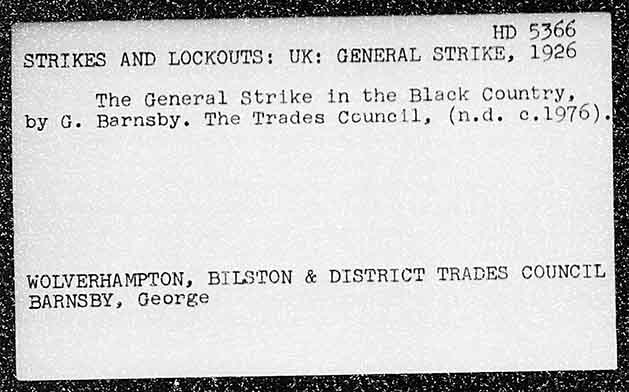 HD 5366
STRIKES AND LOCKOUTS: UK: GENERAL STRIKE, 1926
The General Strike in the Black Country,
by G. Barnsby. The Trades Council, (n.d. c.1976).
WOLVERHAMPTON, BILSTON & DISTRICT TRADES COUNCIL
BARNSBY, George